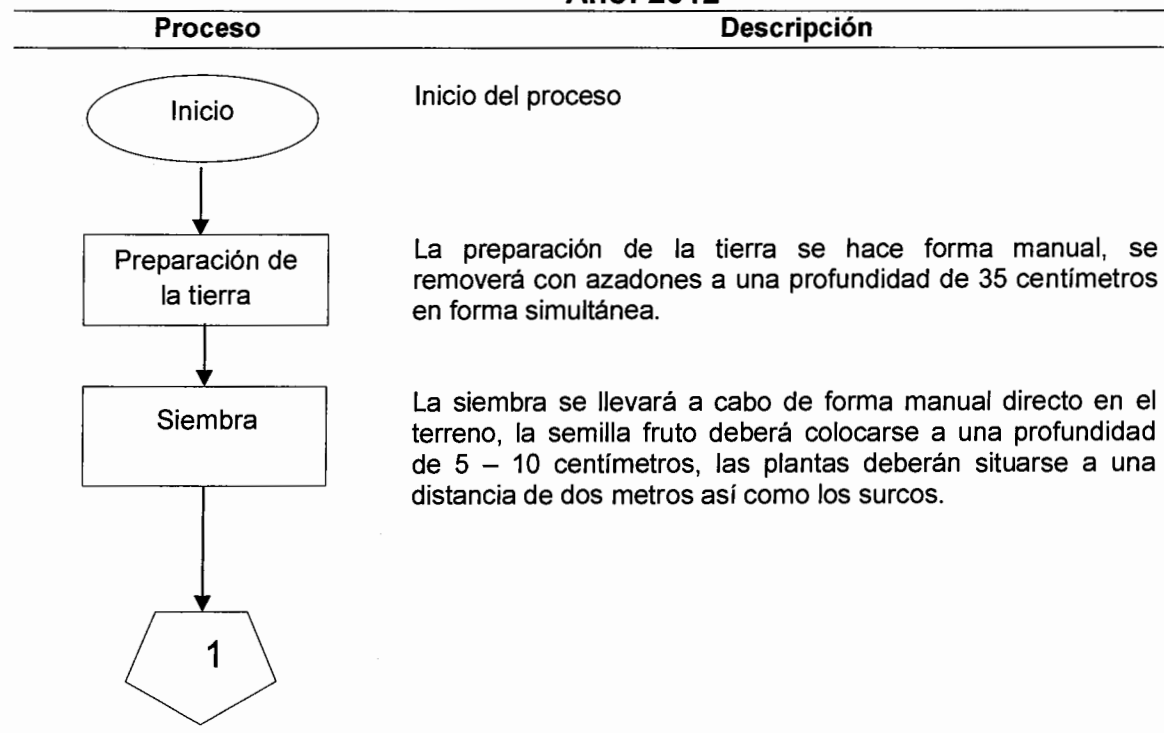 Año: 2012
Proceso Descripción
Inicio
Inicio del proceso
Preparación de
la tierra
La preparación de la tierra se hace forma manual, se
removerá con azadones a una profundidad de 35 centímetros
en forma simultánea.
Siembra
La siembra se llevará a cabo de forma manual directo en el
terreno, la semilla fruto deberá colocarse a una profundidad
de 5 – 10 centímetros, las plantas deberán situarse a una
distancia de dos metros así como los surcos.
1